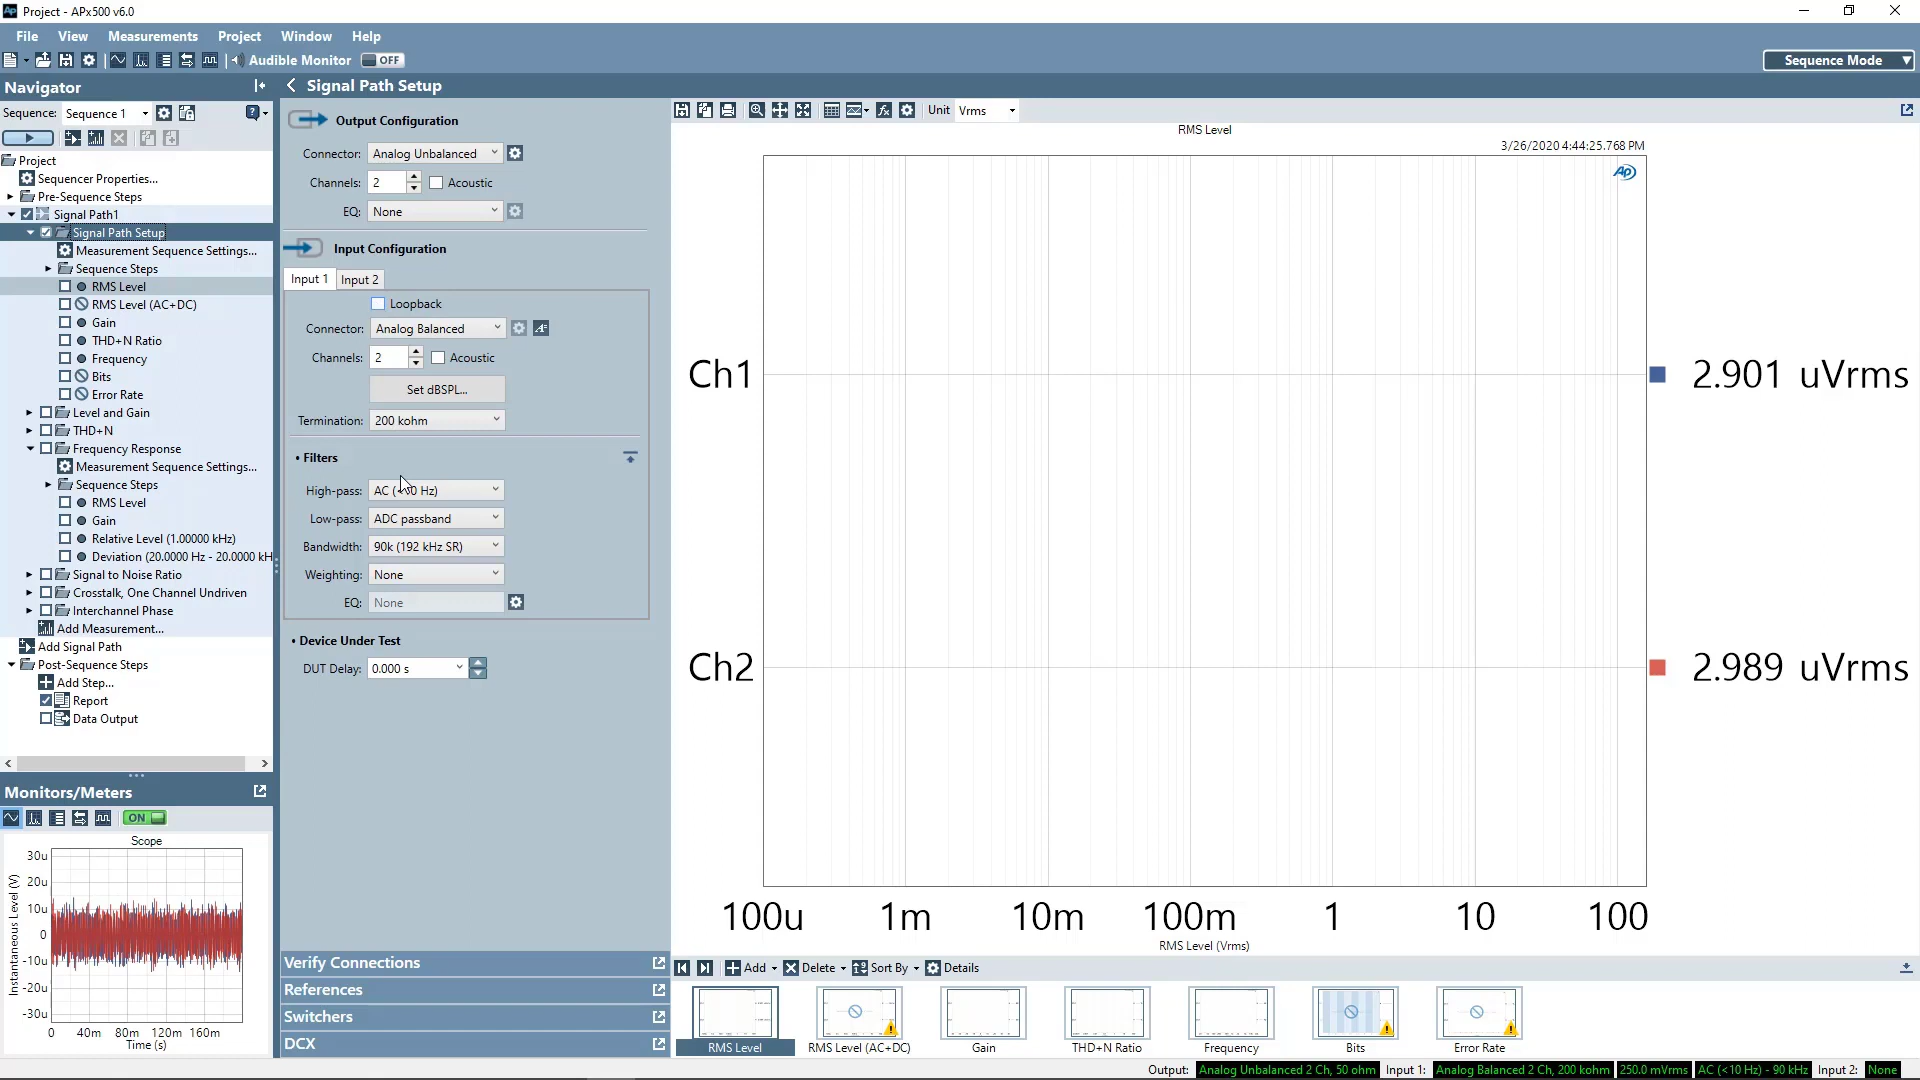 Project - APx500 v6.0
File View Measurements Project Window Help
Audible Monitor OFF
Sequence Mode
Navigator
Sequence: Sequence 1
Project
Sequencer Properties...
Pre-Sequence Steps
Signal Path1
Signal Path Setup
Measurement Sequence Settings...
Sequence Steps
RMS Level
RMS Level (AC+DC)
Gain
THD+N Ratio
Frequency
Bits
Error Rate
Level and Gain
THD+N
Frequency Response
Measurement Sequence Settings...
Sequence Steps
RMS Level
Gain
Relative Level (1.00000 kHz)
Deviation (20.0000 Hz - 20.0000 kH
Signal to Noise Ratio
Crosstalk, One Channel Undriven
Interchannel Phase
Add Measurement...
Add Signal Path
Post-Sequence Steps
Add Step...
Report
Data Output
Monitors/Meters
ON
Scope
Instantaneous Level (V)
30u
20u
10u
0
-10u
-20u
-30u
0 40m 80m 120m 160m
Time (s)
Signal Path Setup
Output Configuration
Connector: Analog Unbalanced
Channels: 2 Acoustic
EQ: None
Input Configuration
Input 1 Input 2
Loopback
Connector: Analog Balanced
Channels: 2 Acoustic
Set dBSPL...
Termination: 200 kohm
• Filters
High-pass: AC (<10 Hz)
Low-pass: ADC passband
Bandwidth: 90k (192 kHz SR)
Weighting: None
EQ: None
• Device Under Test
DUT Delay: 0.000 s
Verify Connections
References
Switchers
DCX
Unit Vrms
RMS Level
3/26/2020 4:44:25.768 PM
AP
Ch1 2.901 uVrms
Ch2 2.989 uVrms
100u 1m 10m 100m 1 10 100
RMS Level (Vrms)
Add Delete Sort By Details
RMS Level RMS Level (AC+DC) Gain THD+N Ratio Frequency Bits Error Rate
Output: Analog Unbalanced 2 Ch, 50 ohm Input 1: Analog Balanced 2 Ch, 200 kohm 250.0 mVrms AC (<10 Hz) - 90 kHz Input 2: None